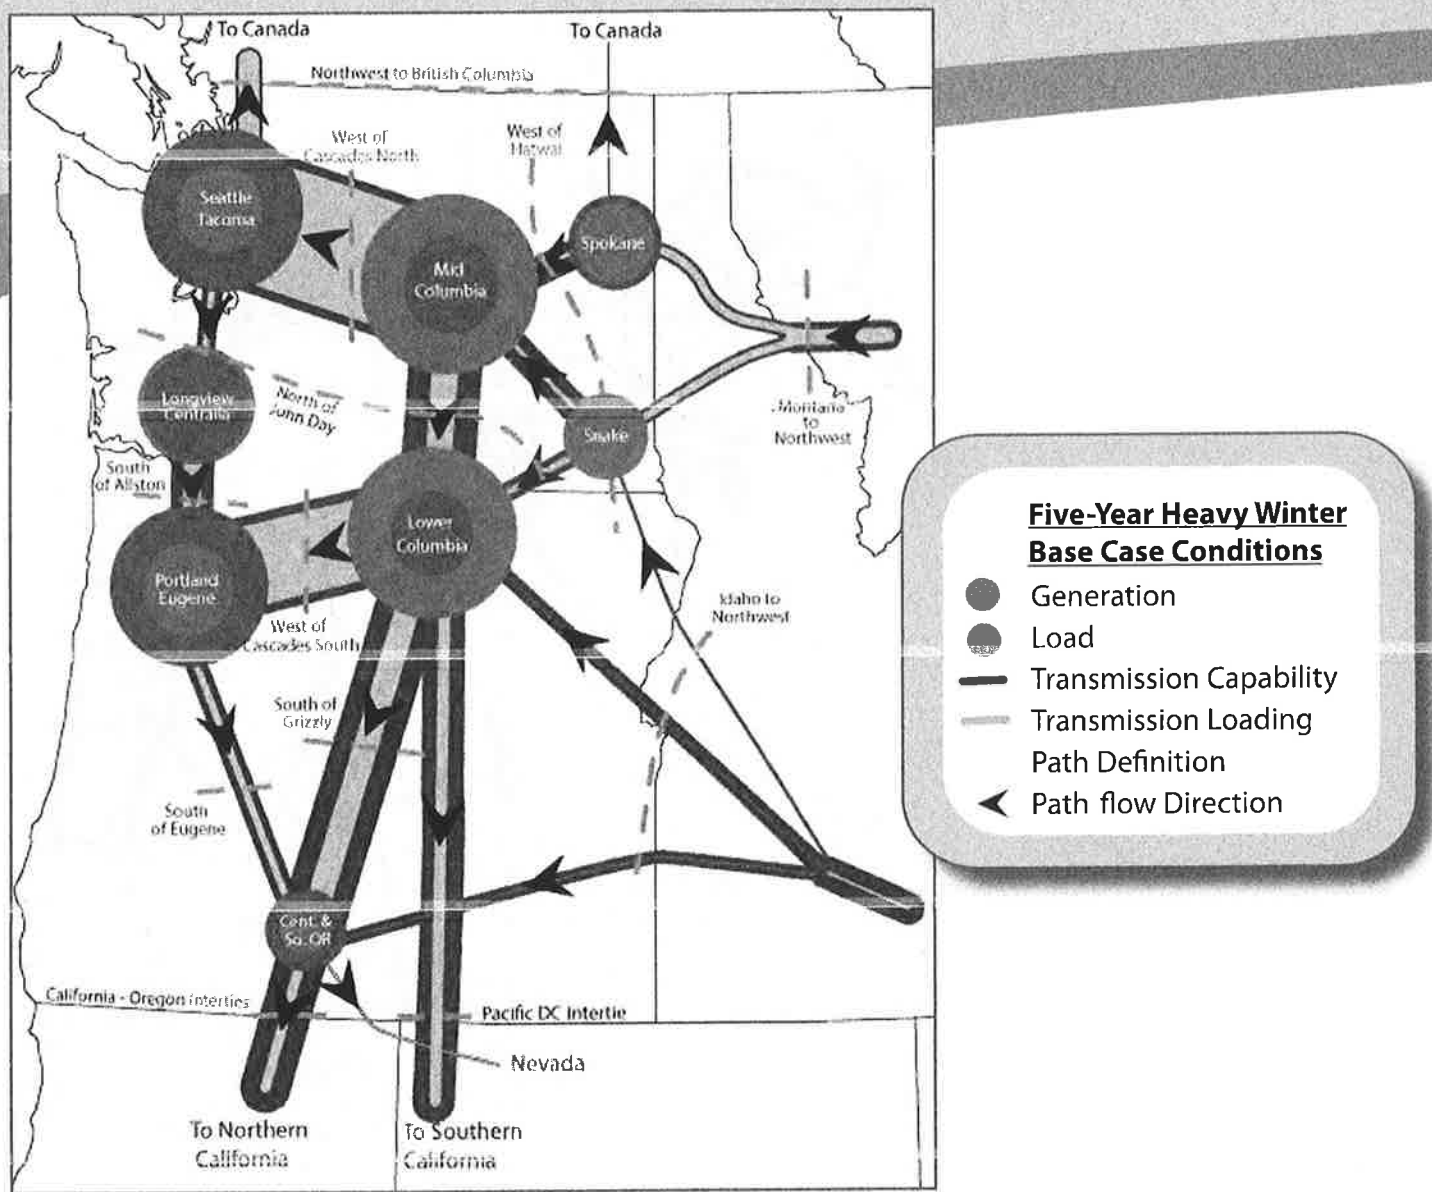 To Canada
To Canada
Northwest to British Columbia
West of
Cascades North
West of
Hatwai
Seattle
Tacoma
Mid
Columbia
Spokane
Longview
Centralia
North of
John Day
Snake
Montana
to
Northwest
South
of Allston
Lower
Columbia
Portland
Eugene
West of
Cascades South
Idaho to
Northwest
South of
Grizzly
South
of Eugene
Cent. &
So. OR
California - Oregon Interties
Pacific DC Intertie
Nevada
To Northern
California
To Southern
California
Five-Year Heavy Winter
Base Case Conditions
Generation
Load
Transmission Capability
Transmission Loading
Path Definition
Path flow Direction